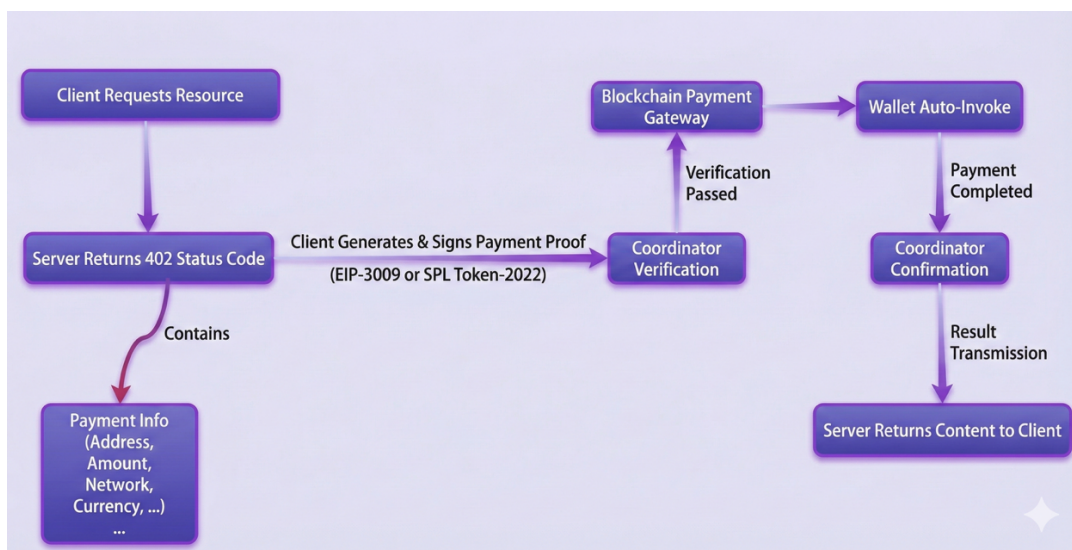 Client Requests Resource
Server Returns 402 Status Code
Contains
Payment Info
(Address,
Amount,
Network,
Currency, ...)
...
Client Generates & Signs Payment Proof
(EIP-3009 or SPL Token-2022)
Coordinator
Verification
Verification
Passed
Blockchain Payment
Gateway
Wallet Auto-Invoke
Payment
Completed
Coordinator
Confirmation
Result
Transmission
Server Returns Content to Client